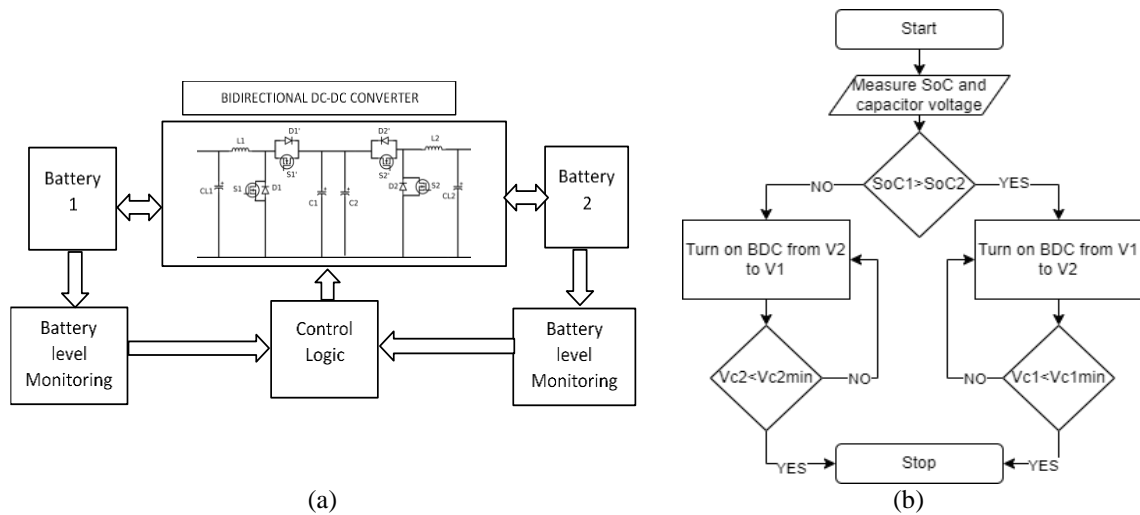 BIDIRECTIONAL DC-DC CONVERTER
Battery
1
L1
D1'
S1'
D2'
S2'
L2
CL1
S1
D1
C1
C2
D2
S2
CL2
Battery
2
Battery
level
Monitoring
Control
Logic
Battery
level
Monitoring
(a)
Start
Measure SoC and
capacitor voltage
SoC1>SoC2
NO
YES
Turn on BDC from V2
to V1
Turn on BDC from V1
to V2
Vc2<Vc2min
NO
NO
Vc1<Vc1min
YES
Stop
YES
(b)